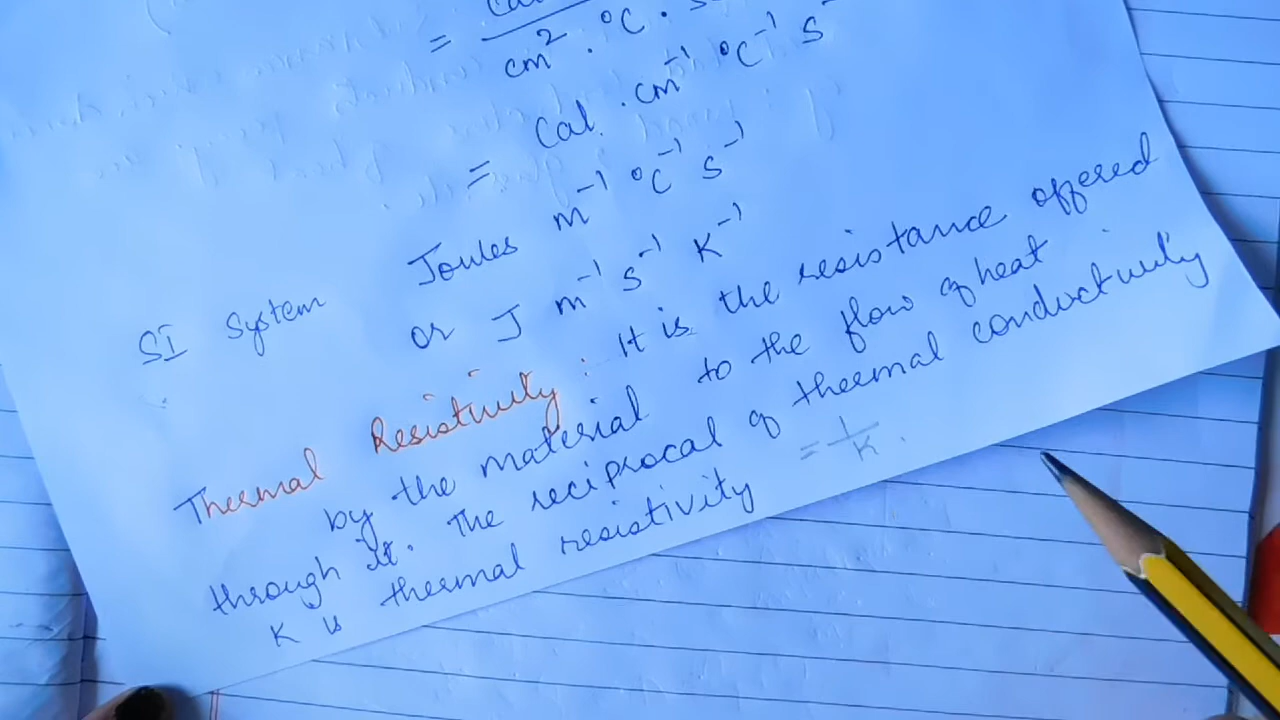 = cm² . °C .
= Cal. cm⁻¹ °C⁻¹ S
SI System Joules m⁻¹ °C⁻¹ S⁻¹
or J m⁻¹ S⁻¹ K⁻¹
Thermal Resistivity : It is the resistance offered
by the material to the flow of heat
through it. The reciprocal of thermal conductivity
K is thermal resistivity = 1/K.